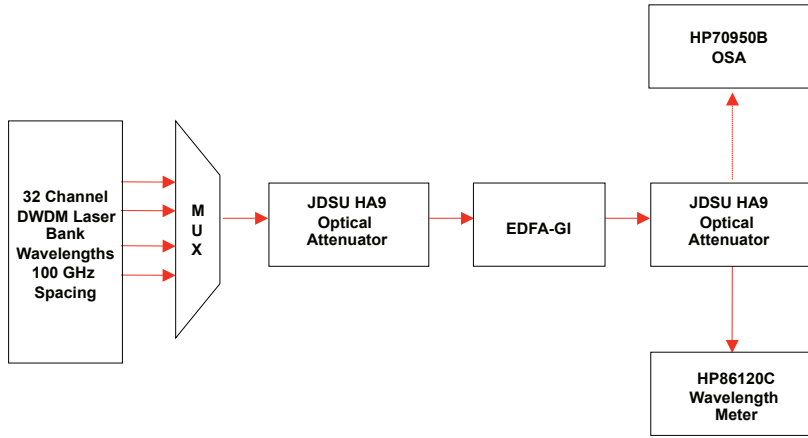 32 Channel
DWDM Laser
Bank
Wavelengths
100 GHz
Spacing
M
U
X
JDSU HA9
Optical
Attenuator
EDFA-GI
JDSU HA9
Optical
Attenuator
HP70950B
OSA
HP86120C
Wavelength
Meter